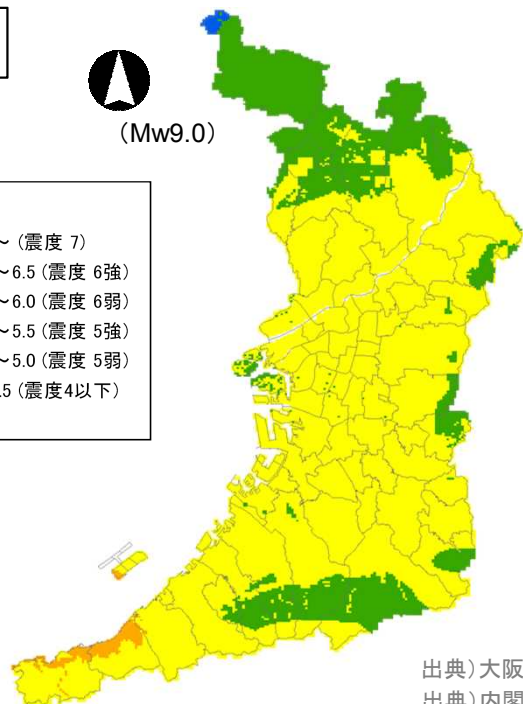 (Mw9.0)
～ (震度 7)
～6.5 (震度 6強)
～6.0 (震度 6弱)
～5.5 (震度 5強)
～5.0 (震度 5弱)
.5 (震度4以下)
出典)大阪
出典)内閣